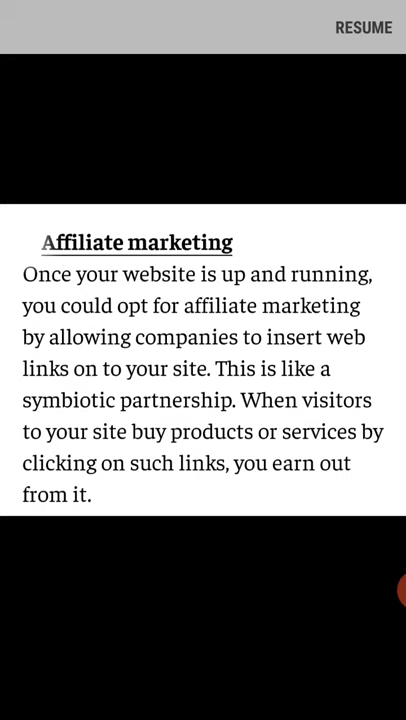 RESUME
Affiliate marketing
Once your website is up and running,
you could opt for affiliate marketing
by allowing companies to insert web
links on to your site. This is like a
symbiotic partnership. When visitors
to your site buy products or services by
clicking on such links, you earn out
from it.